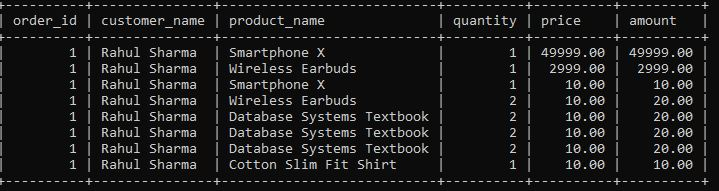 order_id | customer_name | product_name | quantity | price | amount
1 | Rahul Sharma | Smartphone X | 1 | 49999.00 | 49999.00
1 | Rahul Sharma | Wireless Earbuds | 1 | 2999.00 | 2999.00
1 | Rahul Sharma | Smartphone X | 1 | 10.00 | 10.00
1 | Rahul Sharma | Wireless Earbuds | 2 | 10.00 | 20.00
1 | Rahul Sharma | Database Systems Textbook | 2 | 10.00 | 20.00
1 | Rahul Sharma | Database Systems Textbook | 2 | 10.00 | 20.00
1 | Rahul Sharma | Database Systems Textbook | 2 | 10.00 | 20.00
1 | Rahul Sharma | Cotton Slim Fit Shirt | 1 | 10.00 | 10.00